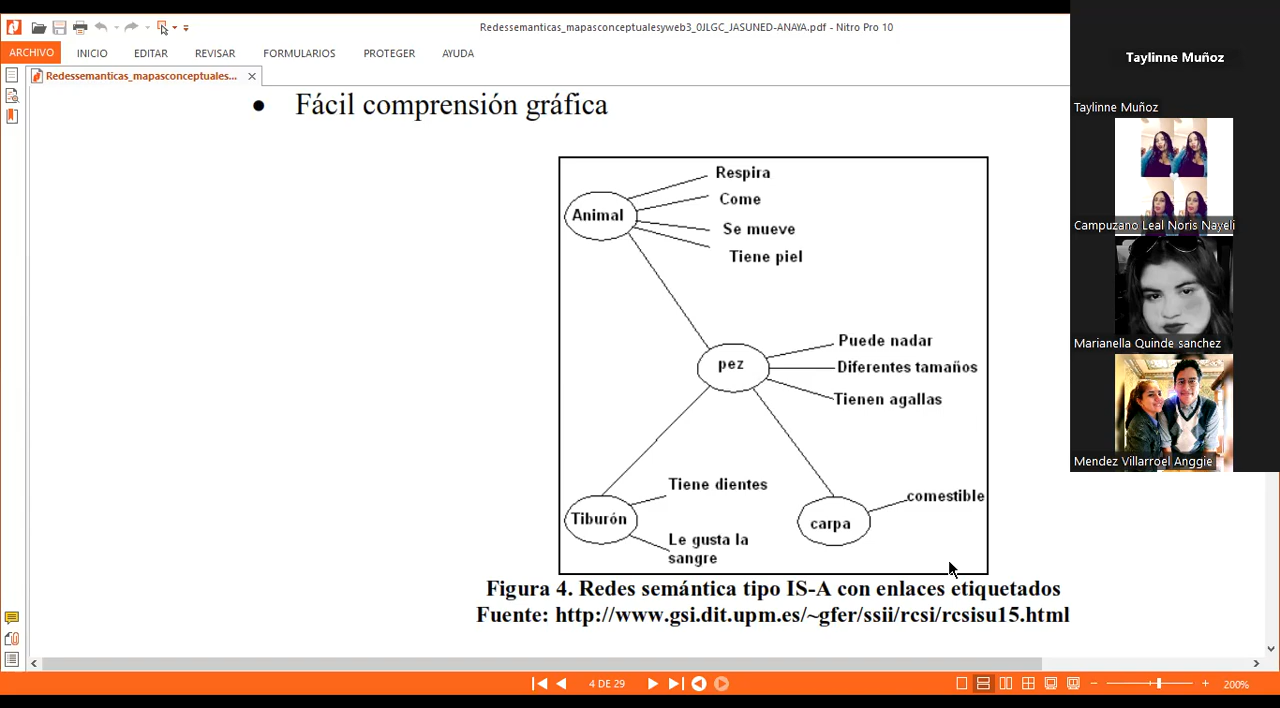 Redessemanticas_mapasconceptualesyweb3_0JLGC_JASUNED-ANAYA.pdf - Nitro Pro 10
ARCHIVO INICIO EDITAR REVISAR FORMULARIOS PROTEGER AYUDA
Redessemanticas_mapasconceptuales...
• Fácil comprensión gráfica
Animal
Respira
Come
Se mueve
Tiene piel
pez
Puede nadar
Diferentes tamaños
Tienen agallas
Tiburón
Tiene dientes
Le gusta la
sangre
carpa
comestible
Figura 4. Redes semántica tipo IS-A con enlaces etiquetados
Fuente: http://www.gsi.dit.upm.es/~gfer/ssii/rcsi/rcsisu15.html
4 DE 29
200%
Taylinne Muñoz
Taylinne Muñoz
Campuzano Leal Noris Nayeli
Marianella Quinde sanchez
Mendez Villarroel Anggie